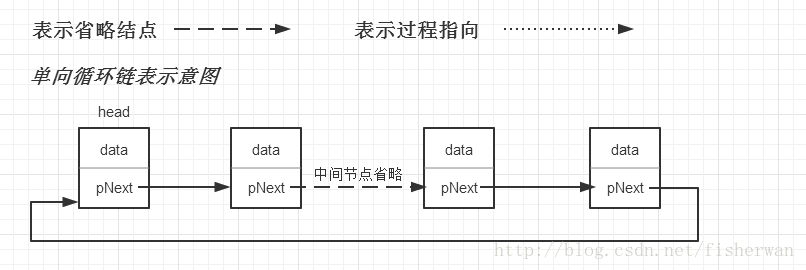 表示省略结点
表示过程指向
单向循环链表示意图
head
data
data
data
data
中间节点省略
pNext
pNext
pNext
pNext
http://blog.csdn.net/fisherwan